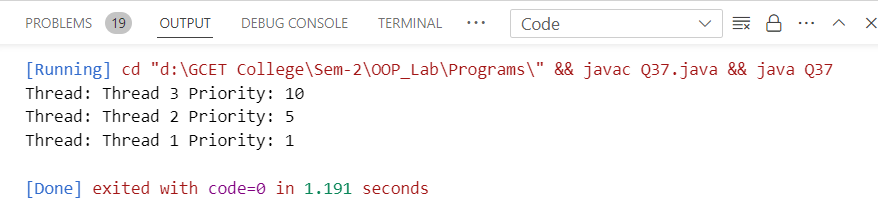 PROBLEMS 19 OUTPUT DEBUG CONSOLE TERMINAL ··· Code ···
[Running] cd "d:\GCET College\Sem-2\OOP_Lab\Programs\" && javac Q37.java && java Q37
Thread: Thread 3 Priority: 10
Thread: Thread 2 Priority: 5
Thread: Thread 1 Priority: 1
[Done] exited with code=0 in 1.191 seconds